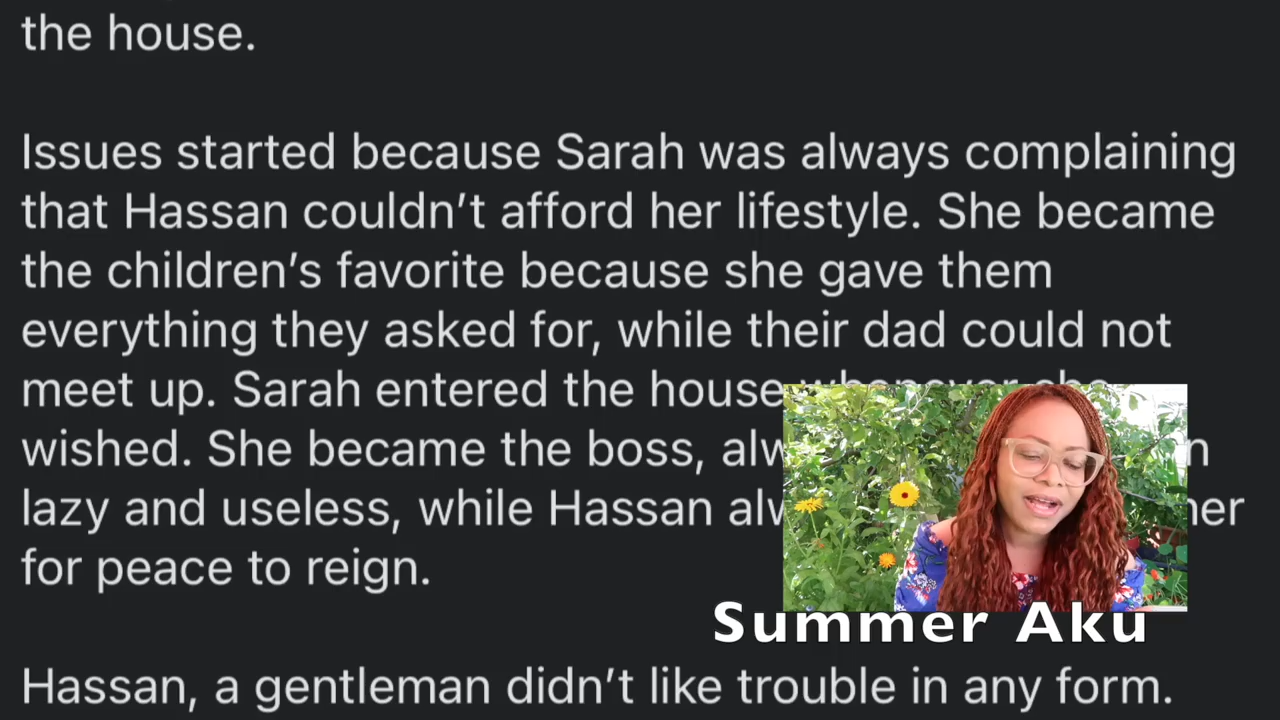 the house.
Issues started because Sarah was always complaining
that Hassan couldn't afford her lifestyle. She became
the children's favorite because she gave them
everything they asked for, while their dad could not
meet up. Sarah entered the house whenever she
wished. She became the boss,
lazy and useless, while Hassan
for peace to reign.
Summer Aku
Hassan, a gentleman didn't like trouble in any form.